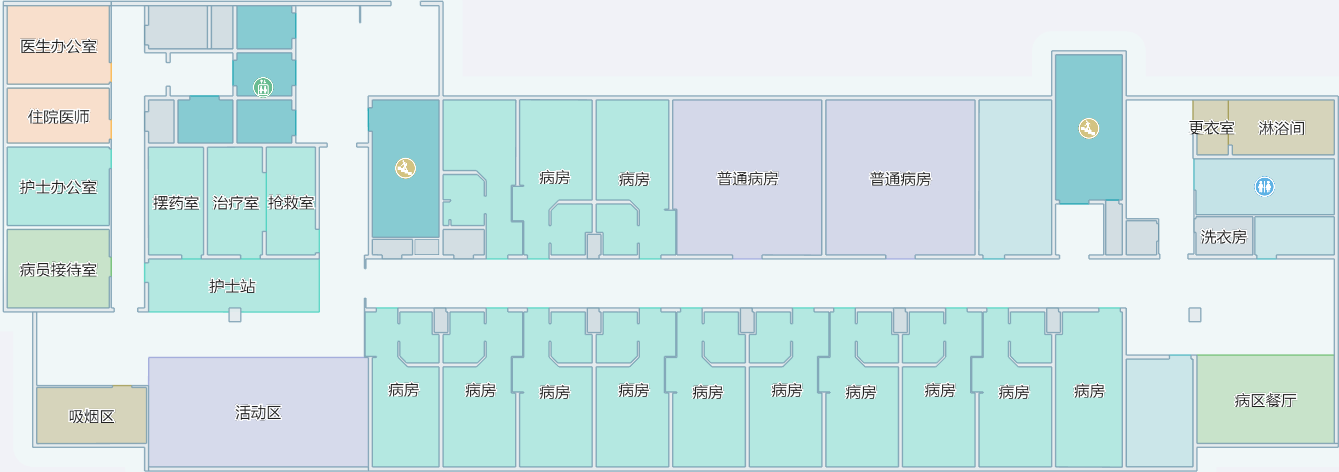 医生办公室
住院医师
护士办公室
病员接待室
摆药室
治疗室
抢救室
护士站
病房
病房
普通病房
普通病房
更衣室
淋浴间
洗衣房
吸烟区
活动区
病房
病房
病房
病房
病房
病房
病房
病房
病房
病房
病区餐厅